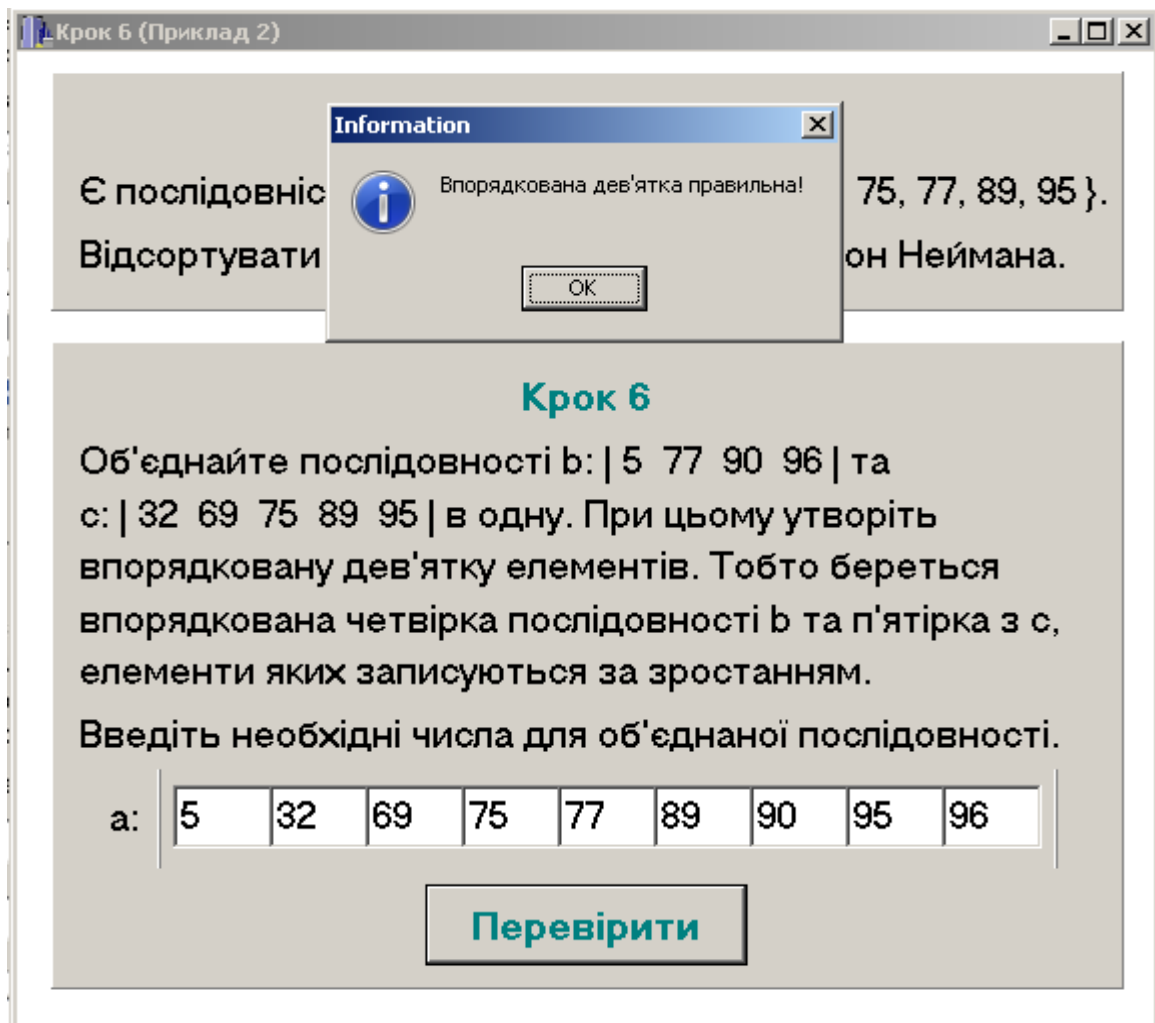 Крок 6 (Приклад 2)
Information
Впорядкована дев'ятка правильна!
OK
Є послідовніс 75, 77, 89, 95 }.
Відсортувати он Неймана.
Крок 6
Об'єднайте послідовності b: | 5 77 90 96 | та
c: | 32 69 75 89 95 | в одну. При цьому утворіть
впорядковану дев'ятку елементів. Тобто береться
впорядкована четвірка послідовності b та п'ятірка з c,
елементи яких записуються за зростанням.
Введіть необхідні числа для об'єднаної послідовності.
a: 5 32 69 75 77 89 90 95 96
Перевірити